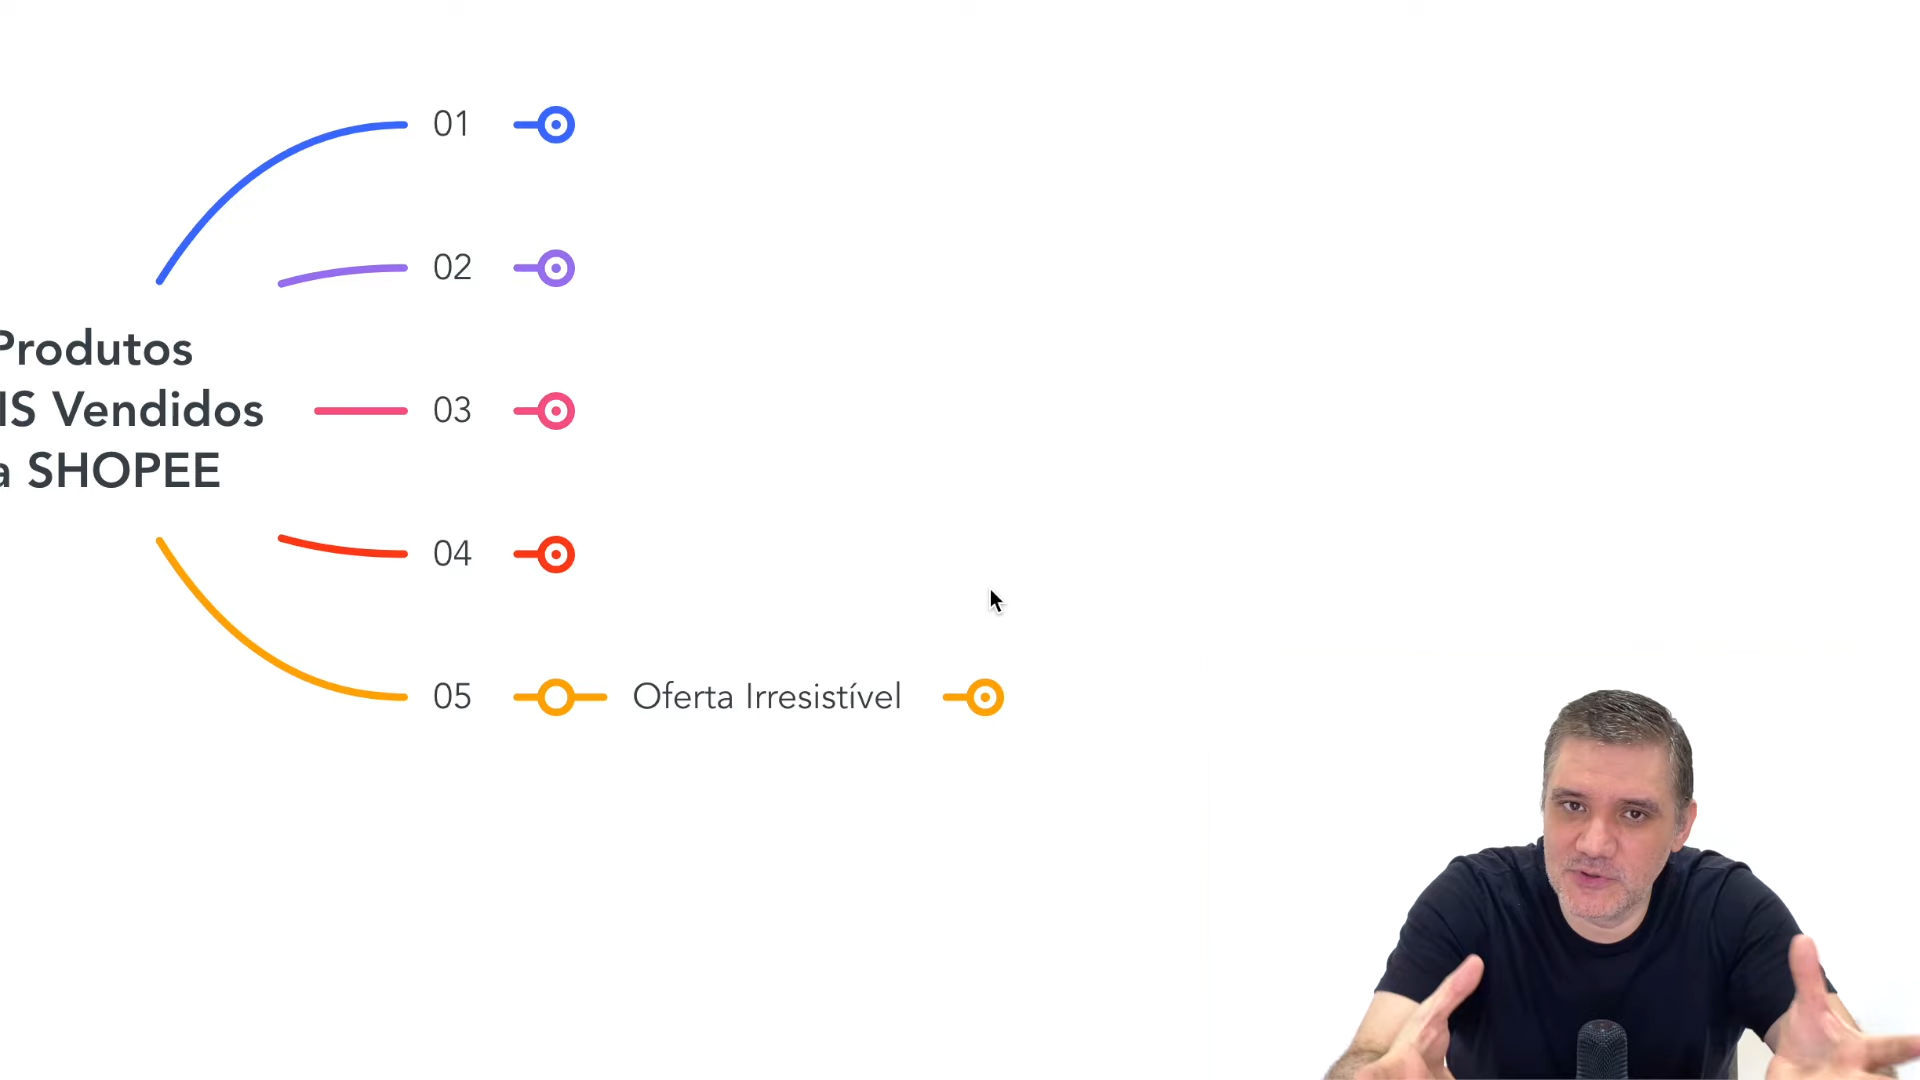 01
02
Produtos
IS Vendidos
a SHOPEE
03
04
05
Oferta Irresistível